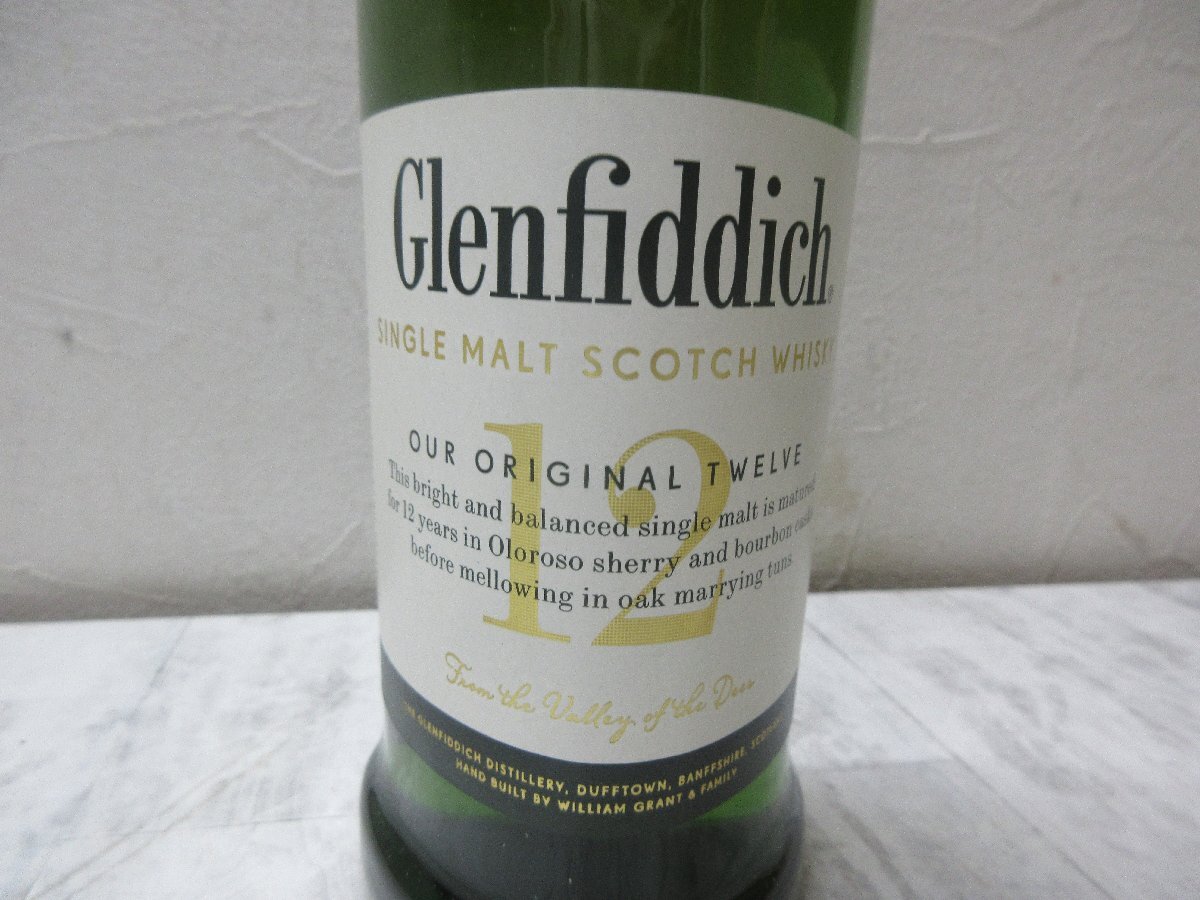 Glenfiddich®
SINGLE MALT SCOTCH WHISKY
12
OUR ORIGINAL TWELVE
This bright and balanced single malt is matured
for 12 years in Oloroso sherry and bourbon casks
before mellowing in oak marrying tuns
From the Valley of the Deer
THE GLENFIDDICH DISTILLERY, DUFFTOWN, BANFFSHIRE, SCOTLAND
HAND BUILT BY WILLIAM GRANT & FAMILY